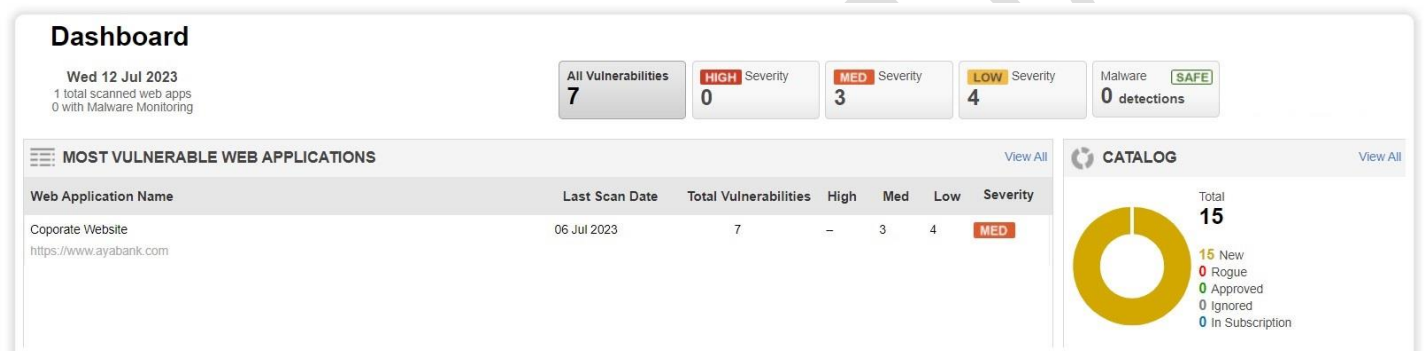 Dashboard
Wed 12 Jul 2023
1 total scanned web apps
0 with Malware Monitoring
All Vulnerabilities
7
HIGH Severity
0
MED Severity
3
LOW Severity
4
Malware SAFE
0 detections
MOST VULNERABLE WEB APPLICATIONS View All
Web Application Name Last Scan Date Total Vulnerabilities High Med Low Severity
Coporate Website 06 Jul 2023 7 – 3 4 MED
https://www.ayabank.com
CATALOG View All
Total
15
15 New
0 Rogue
0 Approved
0 Ignored
0 In Subscription